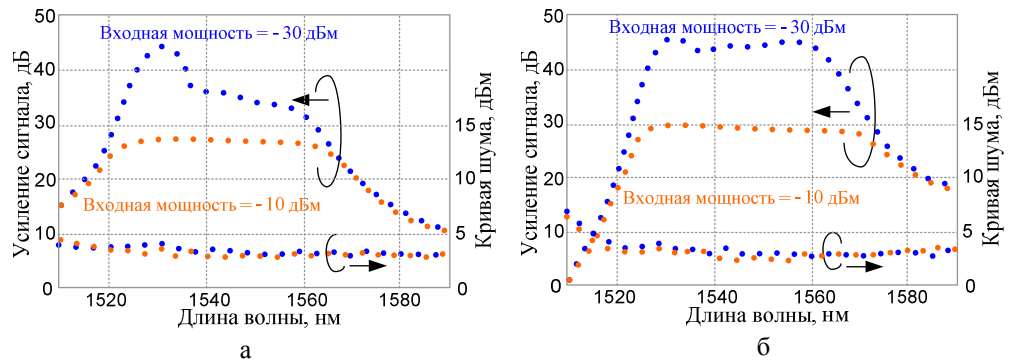 Входная мощность = - 30 дБм
Усиление сигнала, дБ
50
40
30
20
10
0
Входная мощность = - 10 дБм
15
10
5
0
Кривая шума, дБм
1520
1540
1560
1580
Длина волны, нм
а
Входная мощность = - 30 дБм
Усиление сигнала, дБ
50
40
30
20
10
0
Входная мощность = - 10 дБм
15
10
5
0
Кривая шума, дБм
1520
1540
1560
1580
Длина волны, нм
б